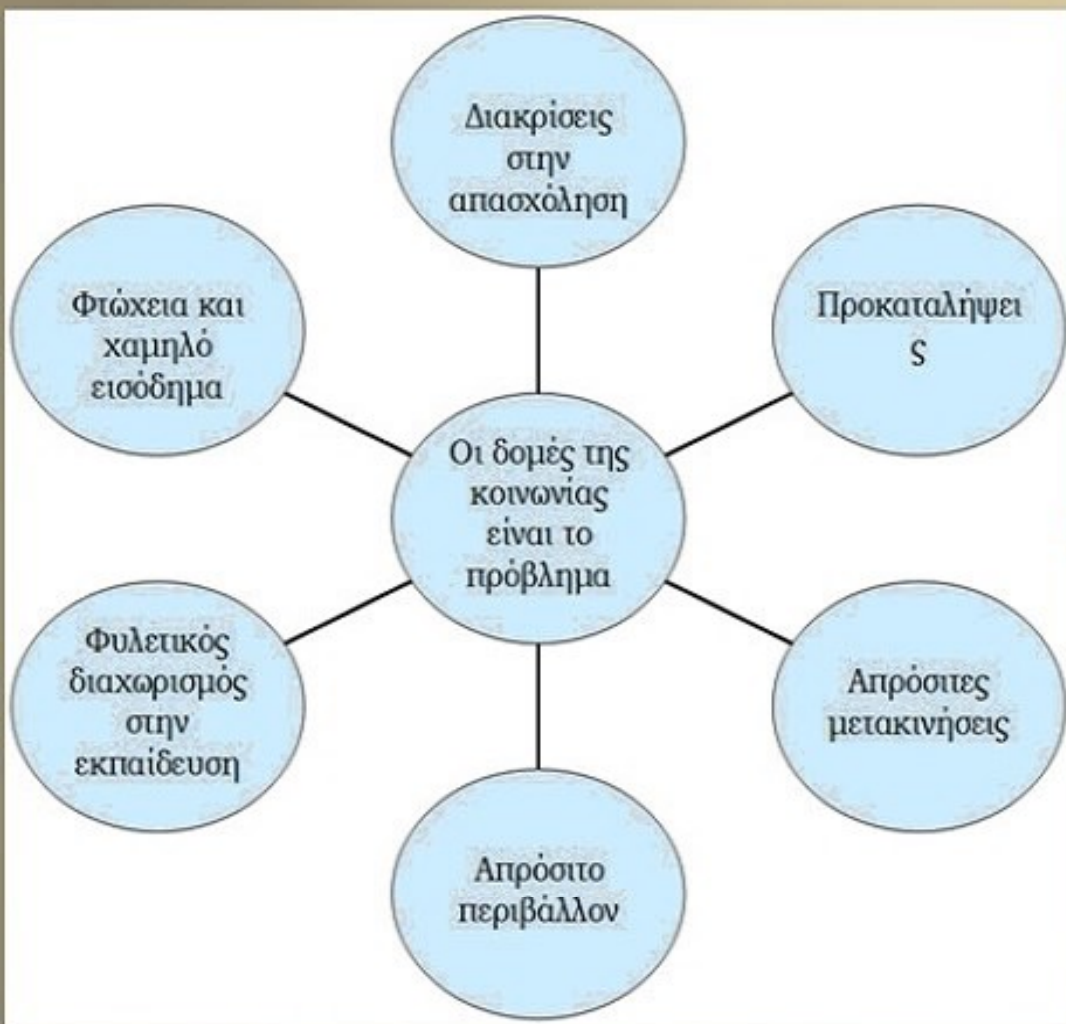 Διακρίσεις
στην
απασχόληση
Προκαταλήψει
ς
Απρόσιτες
μετακινήσεις
Απρόσιτο
περιβάλλον
Φυλετικός
διαχωρισμός
στην
εκπαίδευση
Φτώχεια και
χαμηλό
εισόδημα
Οι δομές της
κοινωνίας
είναι το
πρόβλημα